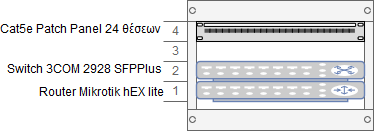 Cat5e Patch Panel 24 θέσεων 4
3
Switch 3COM 2928 SFPPlus 2
Router Mikrotik hEX lite 1